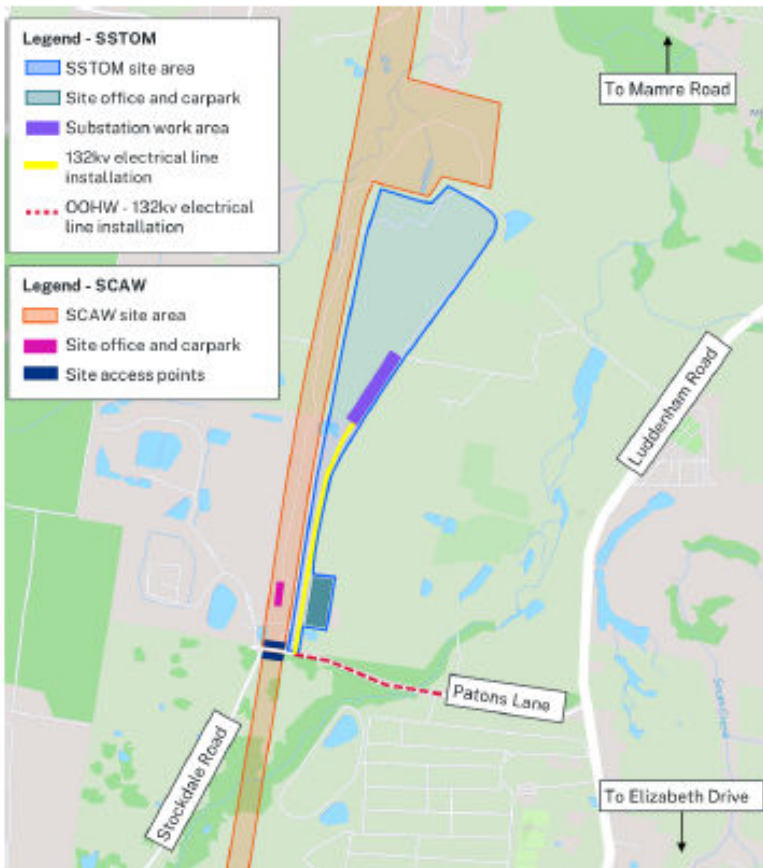 Legend - SSTOM
SSTOM site area
Site office and carpark
Substation work area
132kv electrical line
installation
OOHW - 132kv electrical
line installation
Legend - SCAW
SCAW site area
Site office and carpark
Site access points
To Mamre Road
Luddenham Road
Patons Lane
Stockdale Road
To Elizabeth Drive